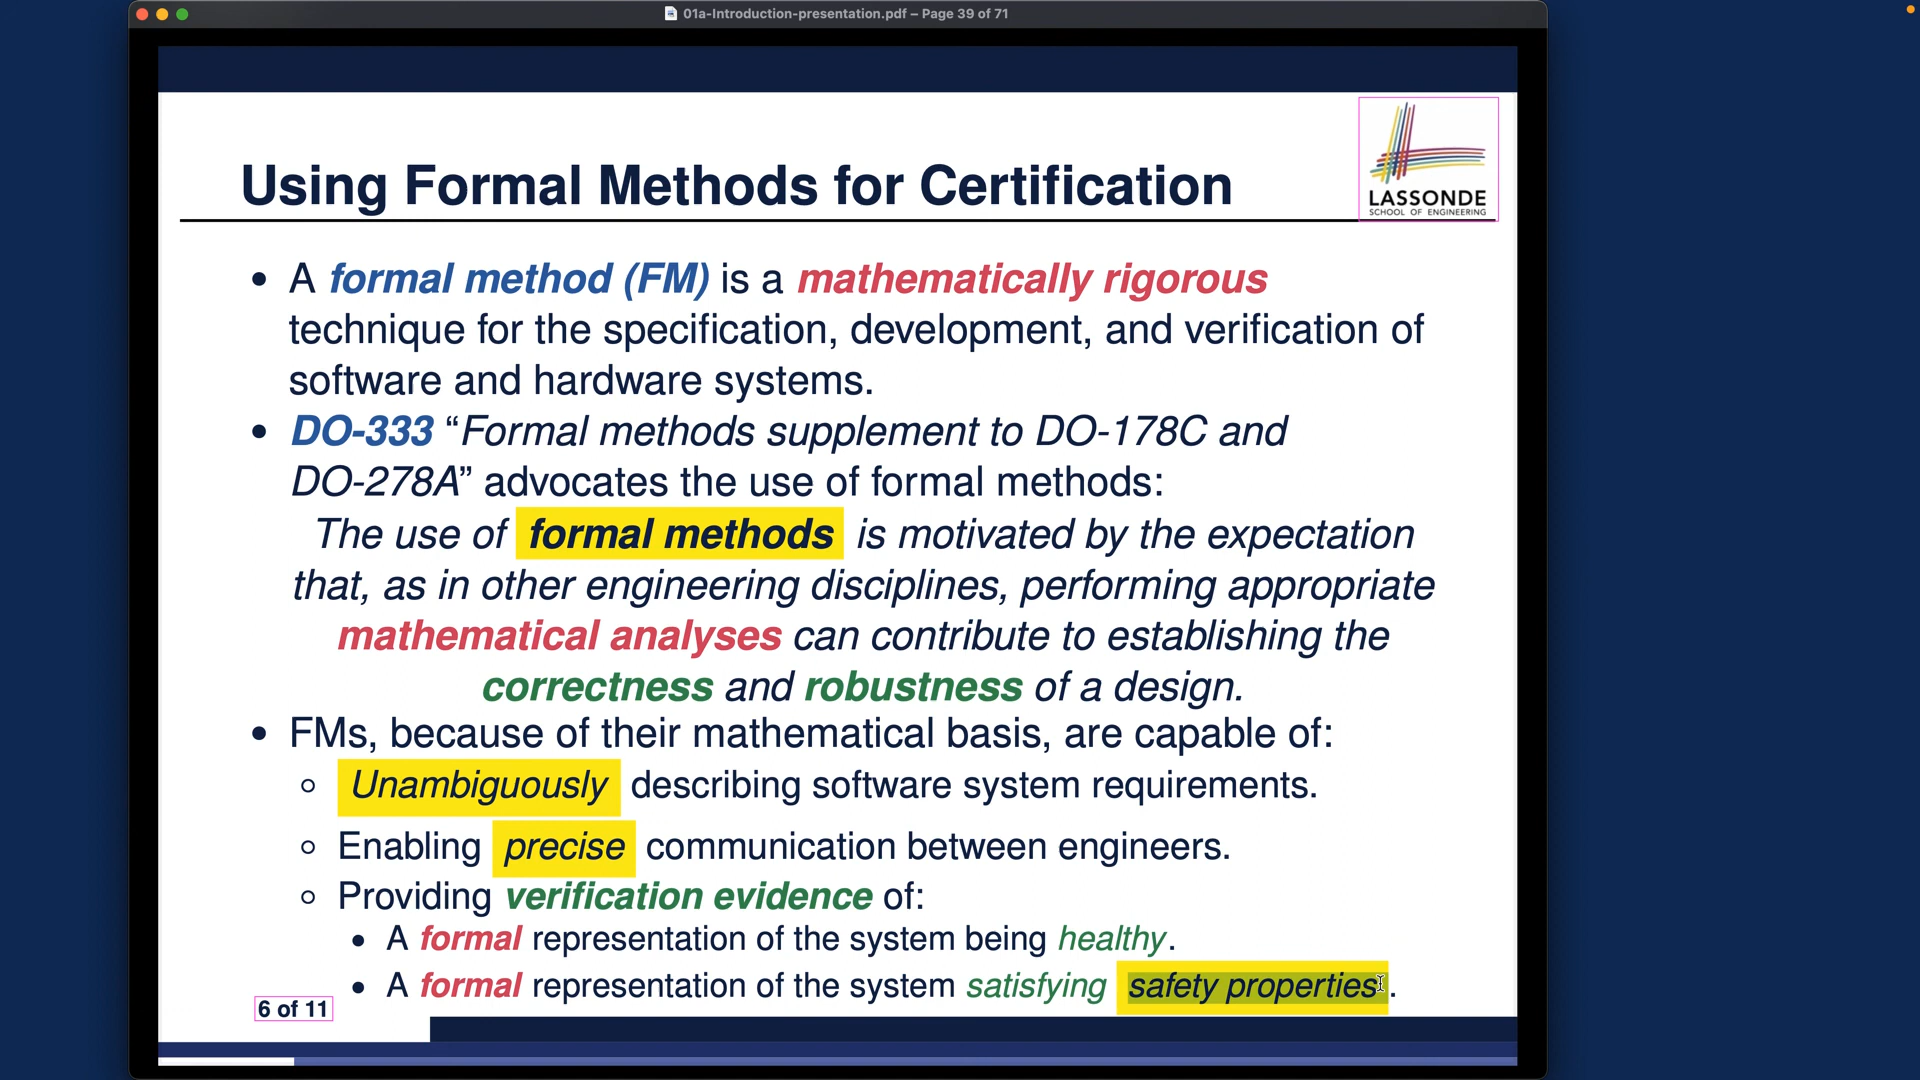 01a-Introduction-presentation.pdf – Page 39 of 71
LASSONDE
SCHOOL OF ENGINEERING
Using Formal Methods for Certification
• A formal method (FM) is a mathematically rigorous
technique for the specification, development, and verification of
software and hardware systems.
• DO-333 “Formal methods supplement to DO-178C and
DO-278A” advocates the use of formal methods:
The use of formal methods is motivated by the expectation
that, as in other engineering disciplines, performing appropriate
mathematical analyses can contribute to establishing the
correctness and robustness of a design.
• FMs, because of their mathematical basis, are capable of:
○ Unambiguously describing software system requirements.
○ Enabling precise communication between engineers.
○ Providing verification evidence of:
• A formal representation of the system being healthy.
• A formal representation of the system satisfying safety properties.
6 of 11